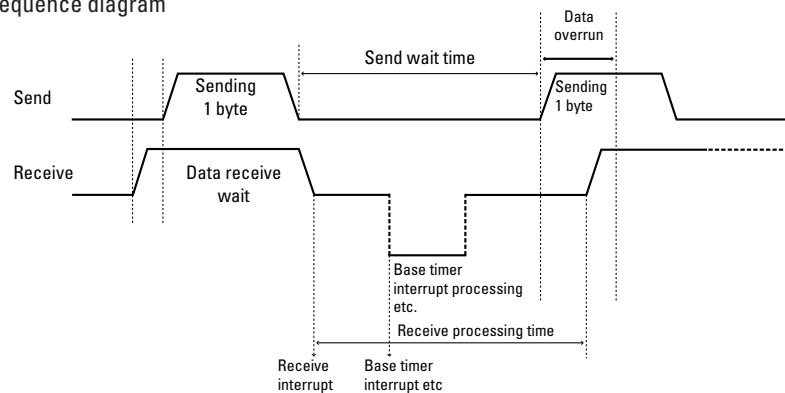 equence diagram
Data
overrun
Send wait time
Send
Sending
1 byte
Sending
1 byte
Receive
Data receive
wait
Base timer
interrupt processing
etc.
Receive processing time
Receive
interrupt
Base timer
interrupt etc